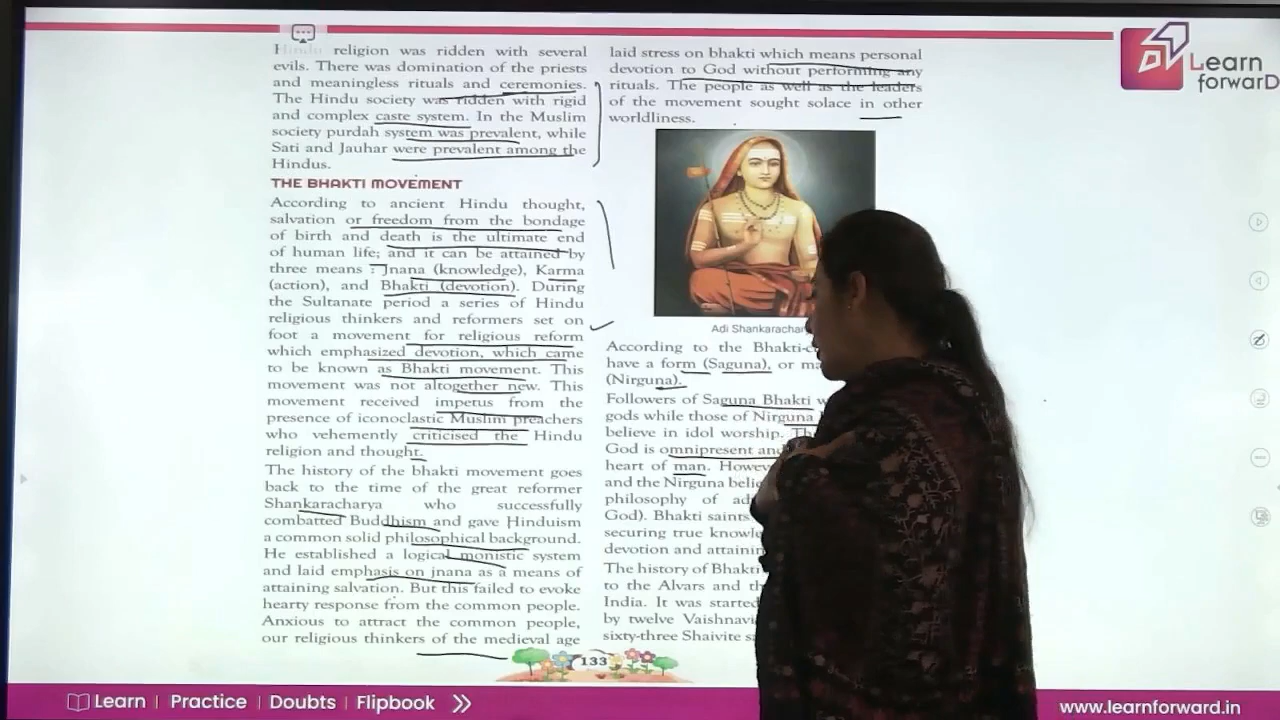 Hindu religion was ridden with several
evils. There was domination of the priests
and meaningless rituals and ceremonies.
The Hindu society was ridden with rigid
and complex caste system. In the Muslim
society purdah system was prevalent, while
Sati and Jauhar were prevalent among the
Hindus.
THE BHAKTI MOVEMENT
According to ancient Hindu thought,
salvation or freedom from the bondage
of birth and death is the ultimate end
of human life; and it can be attained by
three means : Jnana (knowledge), Karma
(action), and Bhakti (devotion). During
the Sultanate period a series of Hindu
religious thinkers and reformers set on
foot a movement for religious reform
which emphasized devotion, which came
to be known as Bhakti movement. This
movement was not altogether new. This
movement received impetus from the
presence of iconoclastic Muslim preachers
who vehemently criticised the Hindu
religion and thought.
The history of the bhakti movement goes
back to the time of the great reformer
Shankaracharya who successfully
combatted Buddhism and gave Hinduism
a common solid philosophical background.
He established a logical monistic system
and laid emphasis on jnana as a means of
attaining salvation. But this failed to evoke
hearty response from the common people.
Anxious to attract the common people,
our religious thinkers of the medieval age
laid stress on bhakti which means personal
devotion to God without performing any
rituals. The people as well as the leaders
of the movement sought solace in other
worldliness.
Adi Shankarachar
According to the Bhakti-c
have a form (Saguna), or ma
(Nirguna).
Followers of Saguna Bhakti
gods while those of Nirguna
believe in idol worship. Th
God is omnipresent and
heart of man. Howev
and the Nirguna belie
philosophy of ad
God). Bhakti saints
securing true knowle
devotion and attainin
The history of Bhakti
to the Alvars and th
India. It was started
by twelve Vaishnavi
sixty-three Shaivite sa
133
Learn
forwarD
Learn | Practice | Doubts | Flipbook
www.learnforward.in